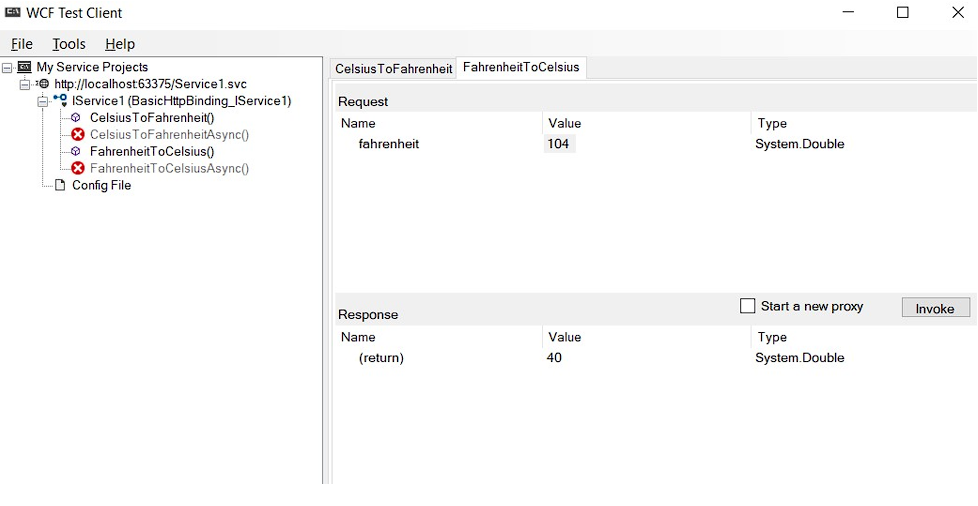 WCF Test Client
File Tools Help
My Service Projects
http://localhost:63375/Service1.svc
IService1 (BasicHttpBinding_IService1)
CelsiusToFahrenheit()
CelsiusToFahrenheitAsync()
FahrenheitToCelsius()
FahrenheitToCelsiusAsync()
Config File
CelsiusToFahrenheit FahrenheitToCelsius
Request
Name Value Type
fahrenheit 104 System.Double
Start a new proxy Invoke
Response
Name Value Type
(return) 40 System.Double